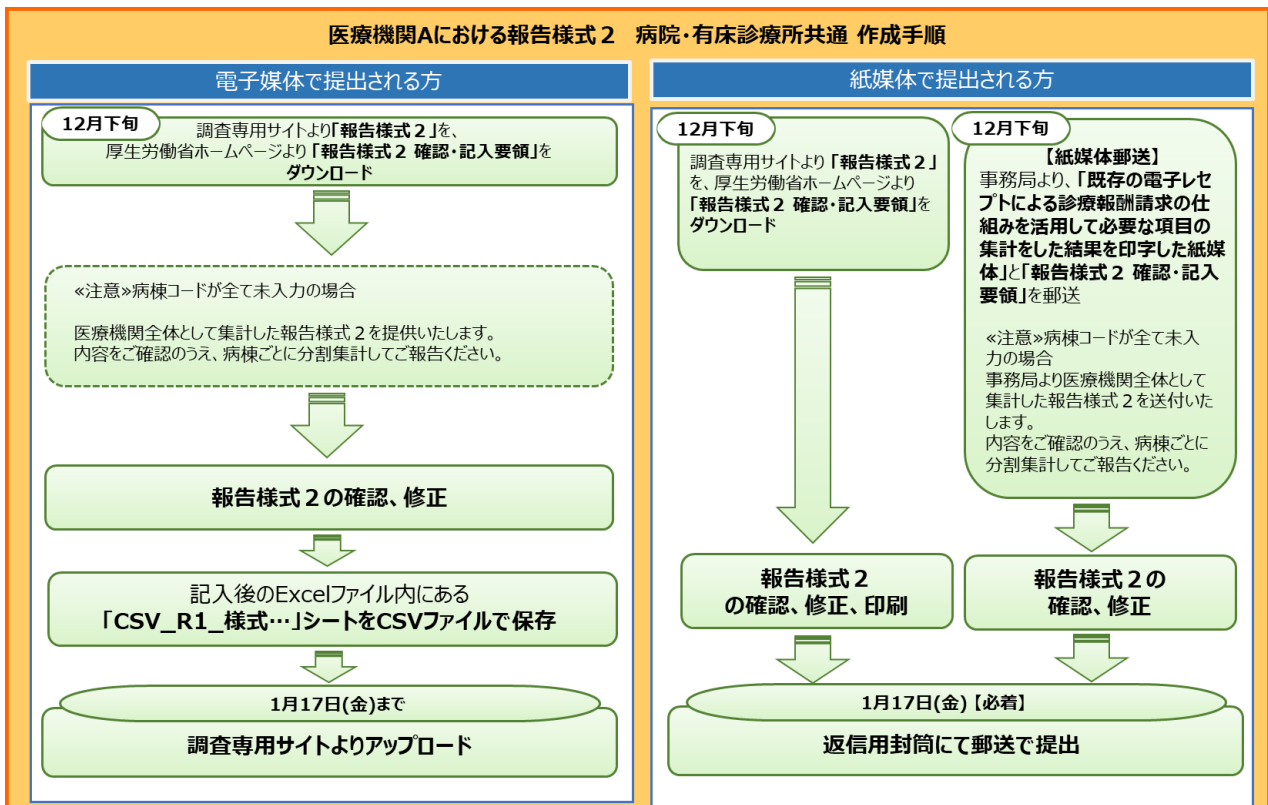 医療機関Aにおける報告様式２　病院・有床診療所共通 作成手順
電子媒体で提出される方
12月下旬
調査専用サイトより「報告様式２」を、
厚生労働省ホームページより「報告様式２ 確認・記入要領」を
ダウンロード
≪注意≫病棟コードが全て未入力の場合
医療機関全体として集計した報告様式２を提供いたします。
内容をご確認のうえ、病棟ごとに分割集計してご報告ください。
報告様式２の確認、修正
記入後のExcelファイル内にある
「CSV_R1_様式…」シートをCSVファイルで保存
1月17日(金)まで
調査専用サイトよりアップロード
紙媒体で提出される方
12月下旬
調査専用サイトより「報告様式２」
を、厚生労働省ホームページより
「報告様式２ 確認・記入要領」を
ダウンロード
報告様式２
の確認、修正、印刷
12月下旬
【紙媒体郵送】
事務局より、「既存の電子レセ
プトによる診療報酬請求の仕
組みを活用して必要な項目の
集計をした結果を印字した紙媒
体」と「報告様式２ 確認・記入
要領」を郵送
≪注意≫病棟コードが全て未入
力の場合
事務局より医療機関全体として
集計した報告様式２を送付いた
します。
内容をご確認のうえ、病棟ごとに
分割集計してご報告ください。
報告様式２の
確認、修正
1月17日(金)【必着】
返信用封筒にて郵送で提出